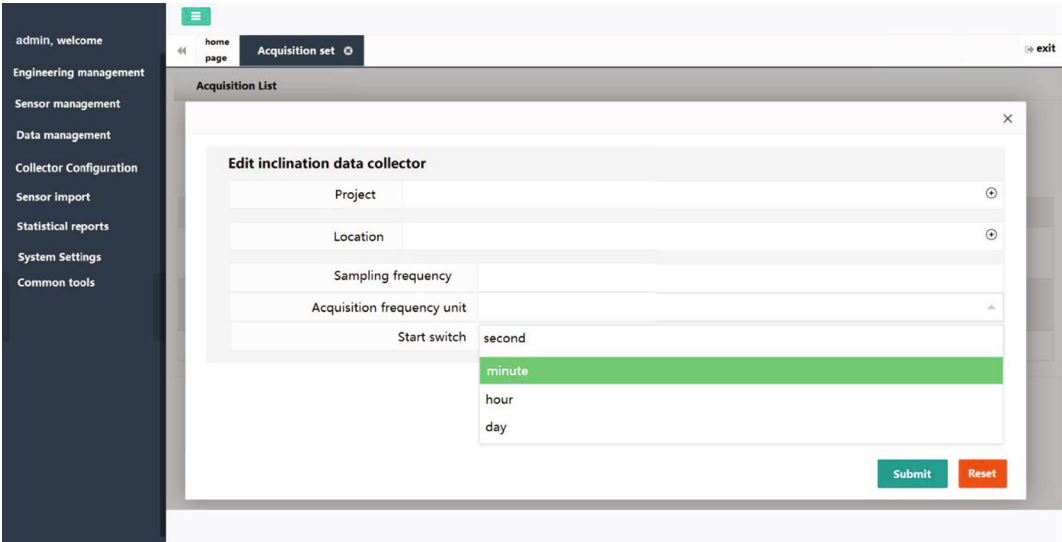 admin, welcome
Engineering management
Sensor management
Data management
Collector Configuration
Sensor import
Statistical reports
System Settings
Common tools
home
page
Acquisition set
exit
Acquisition List
Edit inclination data collector
Project
Location
Sampling frequency
Acquisition frequency unit
Start switch
second
minute
hour
day
Submit
Reset